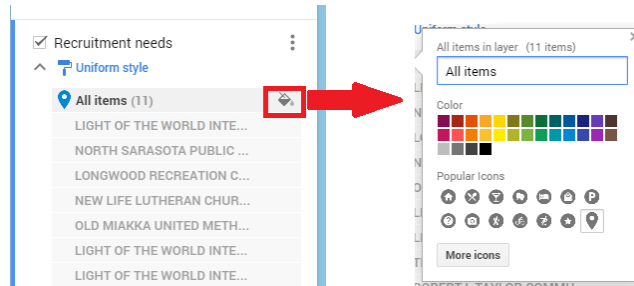 Recruitment needs
Uniform style
All items (11)
LIGHT OF THE WORLD INTE...
NORTH SARASOTA PUBLIC ...
LONGWOOD RECREATION C...
NEW LIFE LUTHERAN CHUR...
OLD MIAKKA UNITED METH...
LIGHT OF THE WORLD INTE...
LIGHT OF THE WORLD INTE...
Uniform style
All items in layer (11 items)
All items
Color
Popular Icons
P
More icons